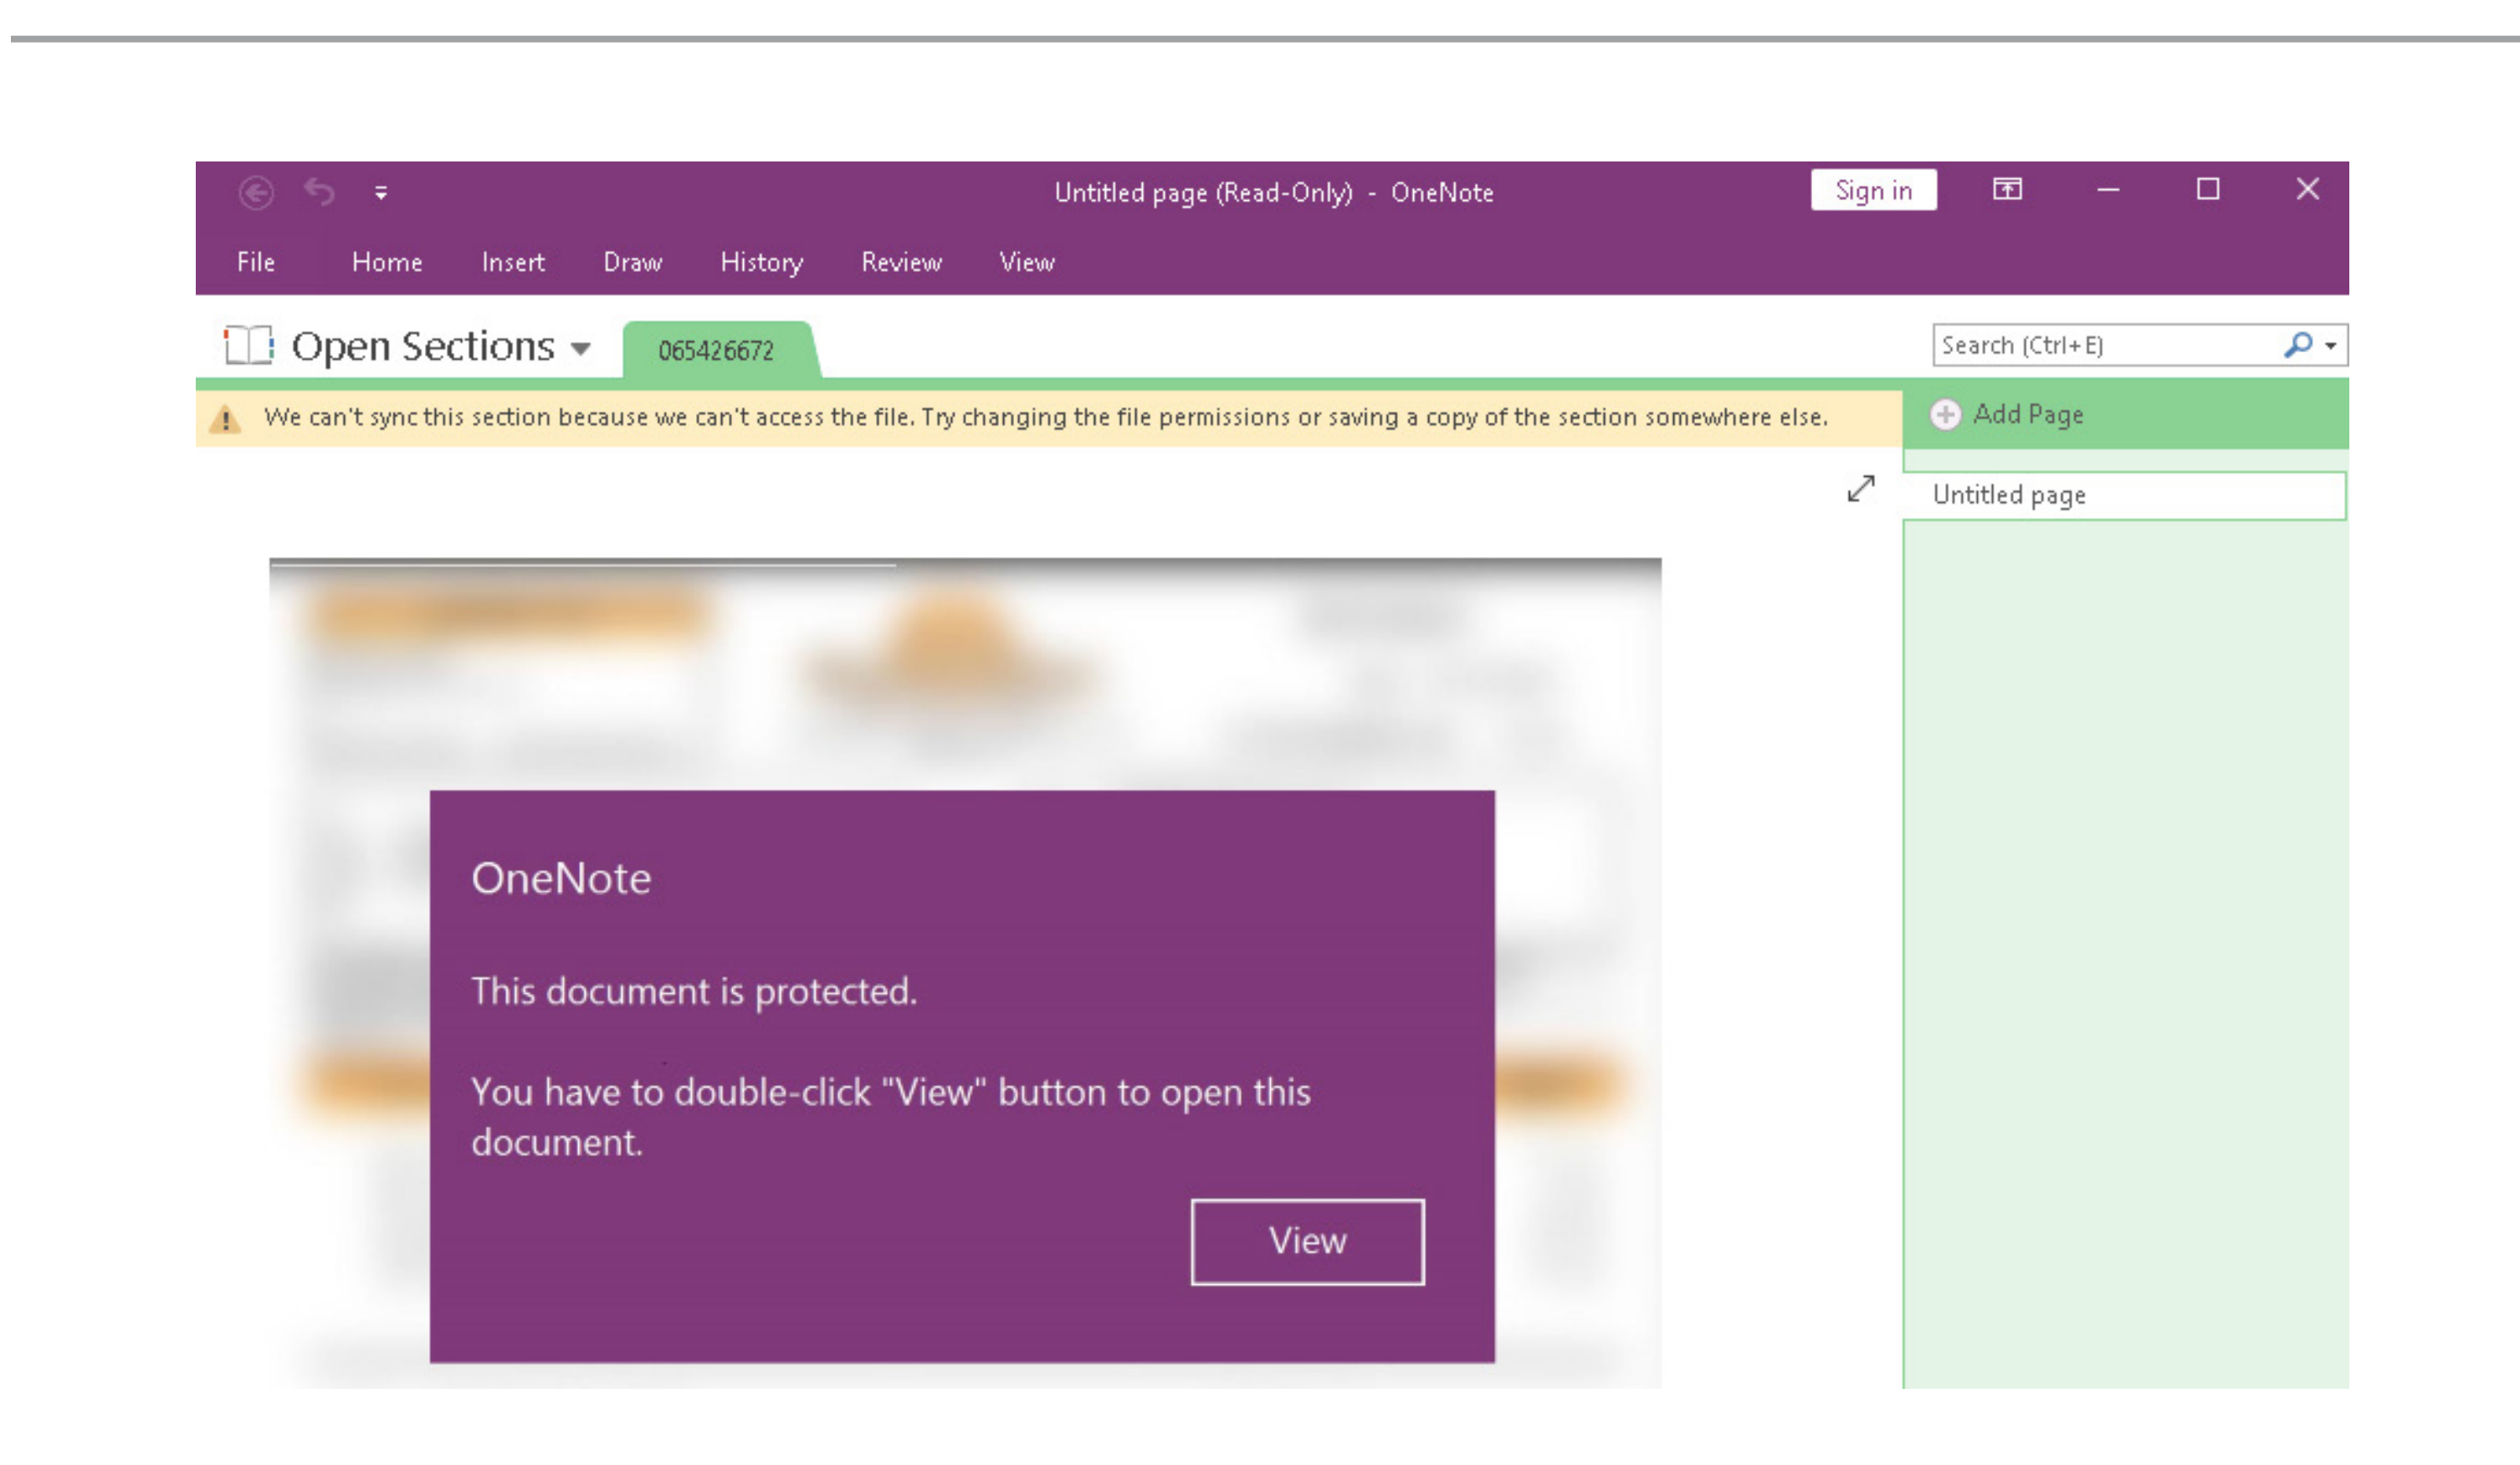 Untitled page (Read-Only) - OneNote
Sign in
File Home Insert Draw History Review View
Open Sections
065426672
Search (Ctrl+E)
We can't sync this section because we can't access the file. Try changing the file permissions or saving a copy of the section somewhere else.
Add Page
Untitled page
OneNote
This document is protected.
You have to double-click "View" button to open this
document.
View